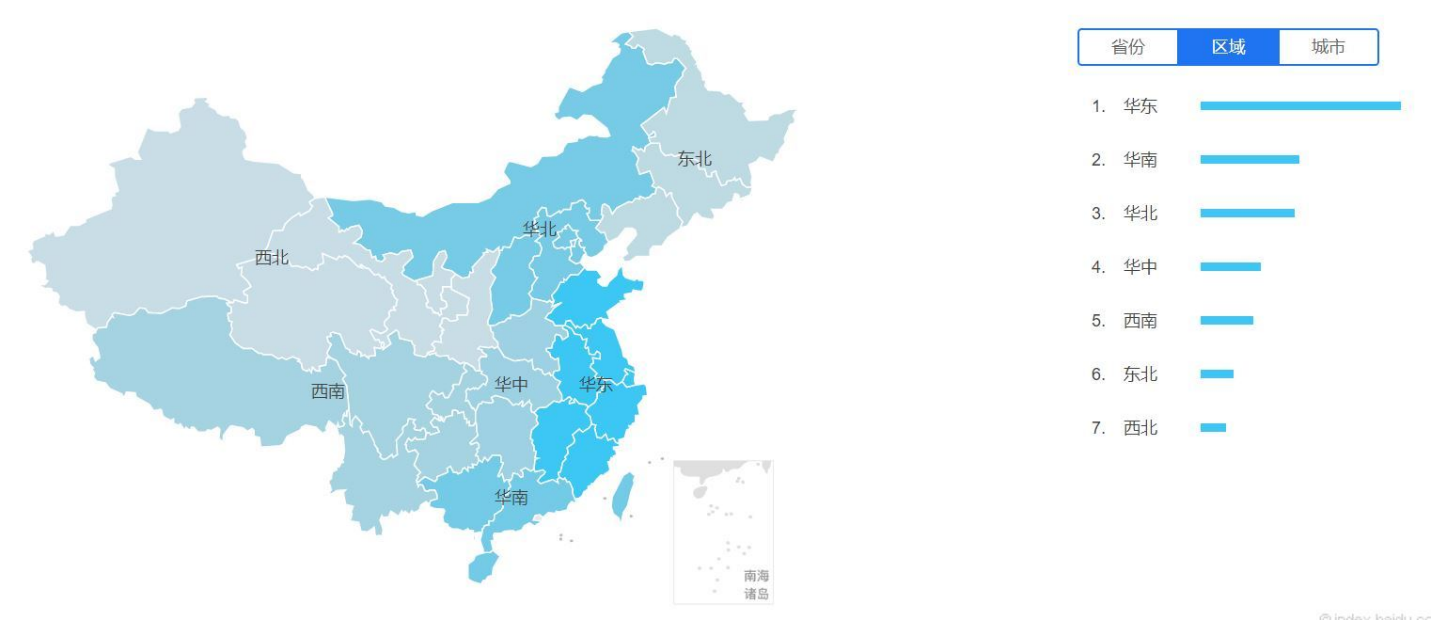 省份 区域 城市
1. 华东
2. 华南
3. 华北
4. 华中
5. 西南
6. 东北
7. 西北
东北
华北
西北
西南
华中
华东
华南
南海
诸岛